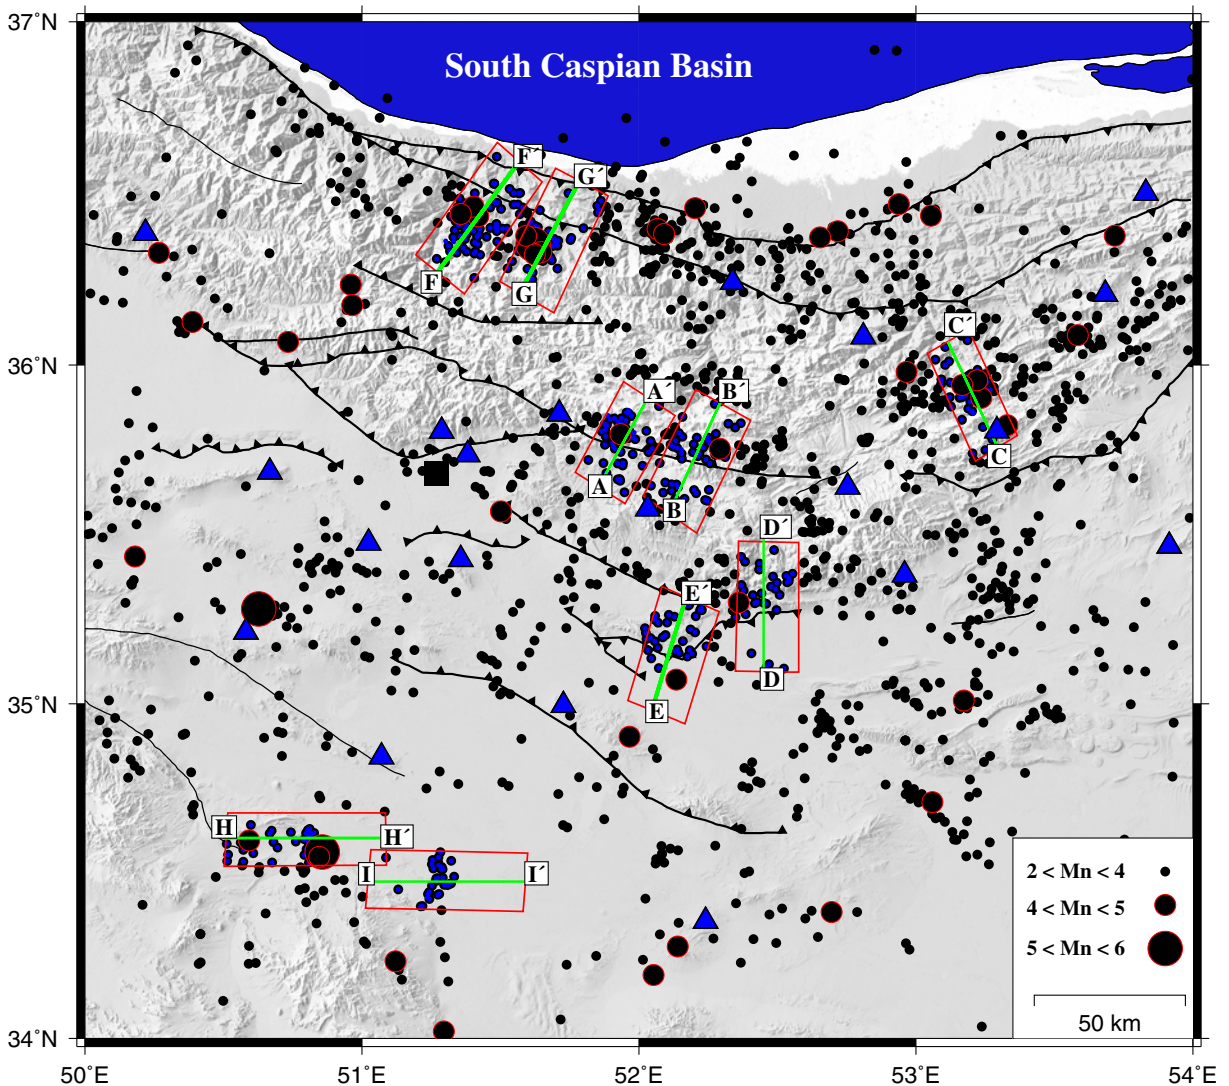 37°N
South Caspian Basin
F´
G´
F
G
C´
36°N
A´
B´
A
B
C
D´
E´
D
E
35°N
H
H´
I
I´
2 < Mn < 4
4 < Mn < 5
5 < Mn < 6
50 km
34°N
50°E
51°E
52°E
53°E
54°E